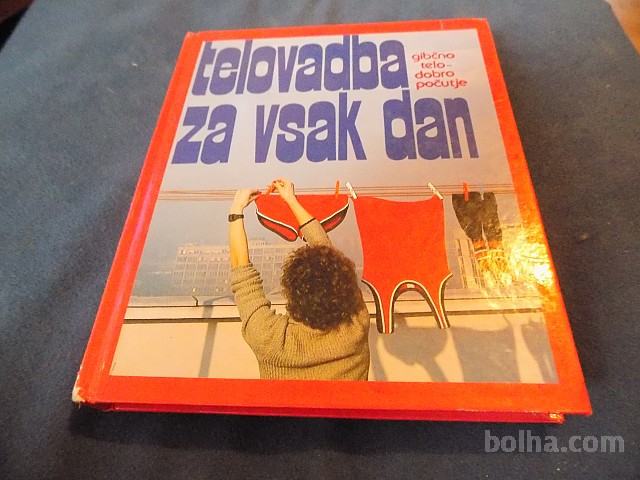 telovadba
za vsak dan
gibčno
telo-
dobro
počutje
bolha.com